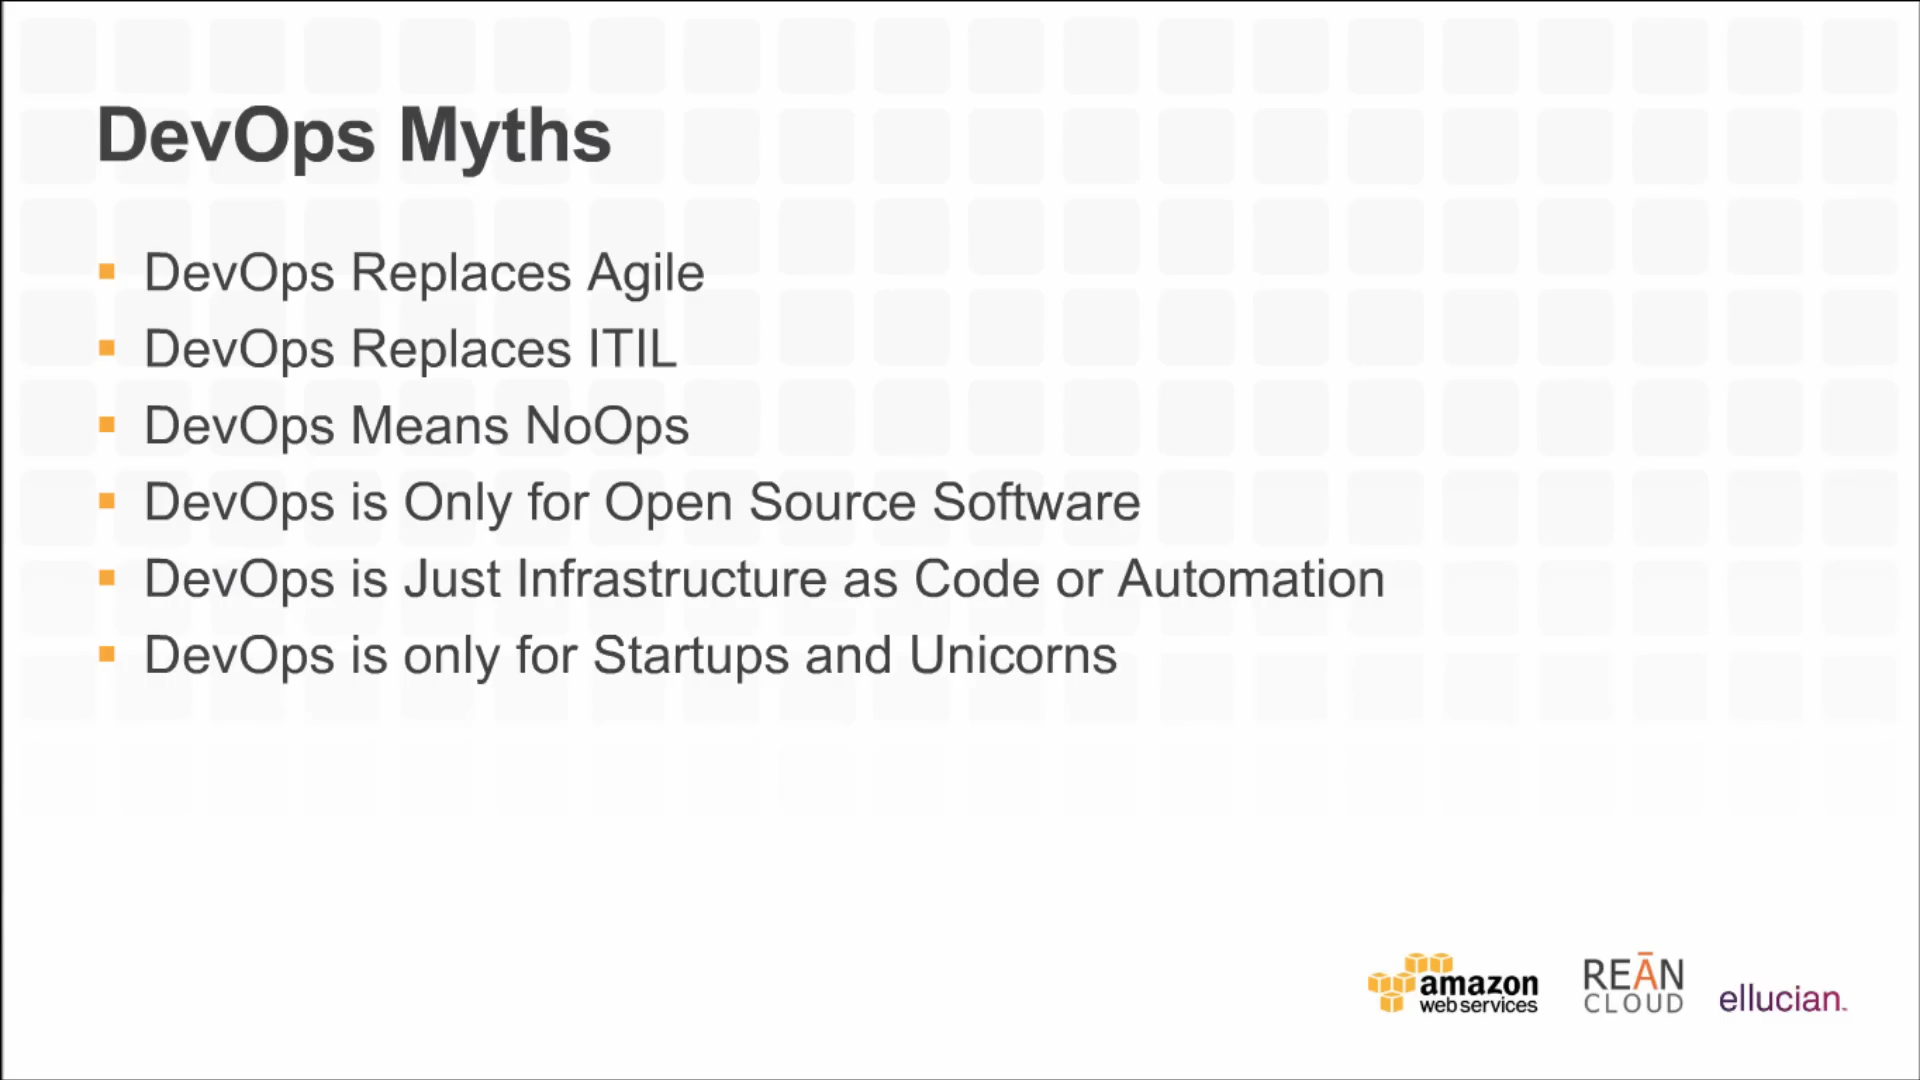 DevOps Myths
DevOps Replaces Agile
DevOps Replaces ITIL
DevOps Means NoOps
DevOps is Only for Open Source Software
DevOps is Just Infrastructure as Code or Automation
DevOps is only for Startups and Unicorns
amazon
webservices
REĀN
CLOUD
ellucian